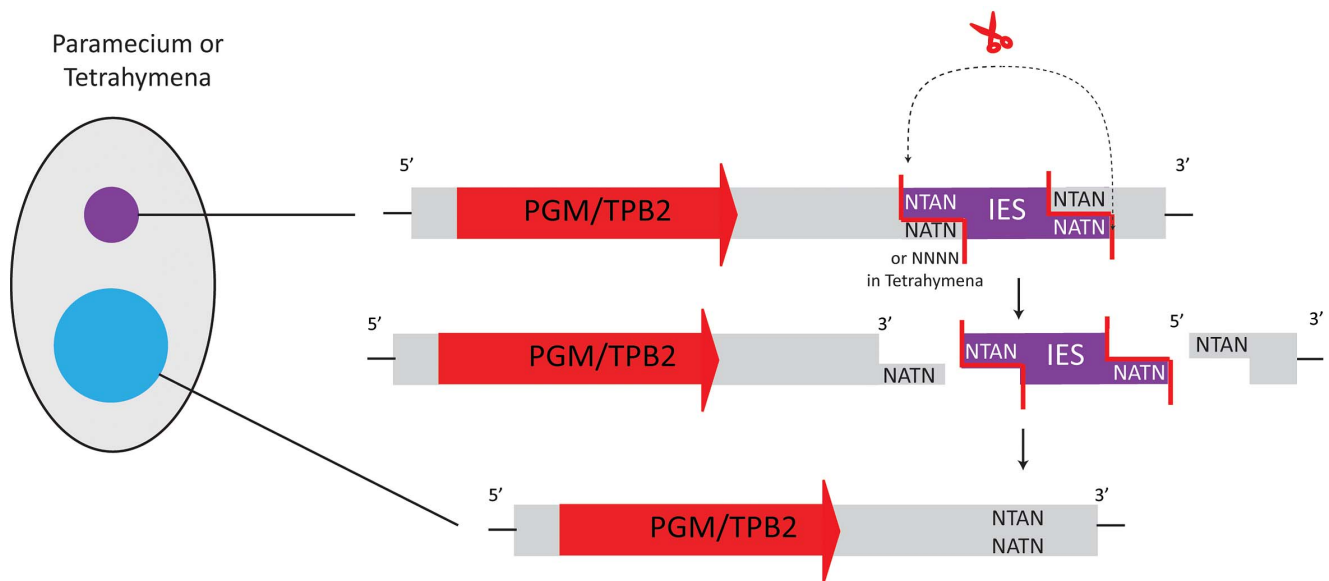 Paramecium or
Tetrahymena
5’
3’
PGM/TPB2
NTAN
IES
NTAN
NATN
NATN
or NNNN
in Tetrahymena
5’
3’
5’
3’
PGM/TPB2
NATN
NTAN
IES
NATN
NTAN
5’
3’
PGM/TPB2
NTAN
NATN